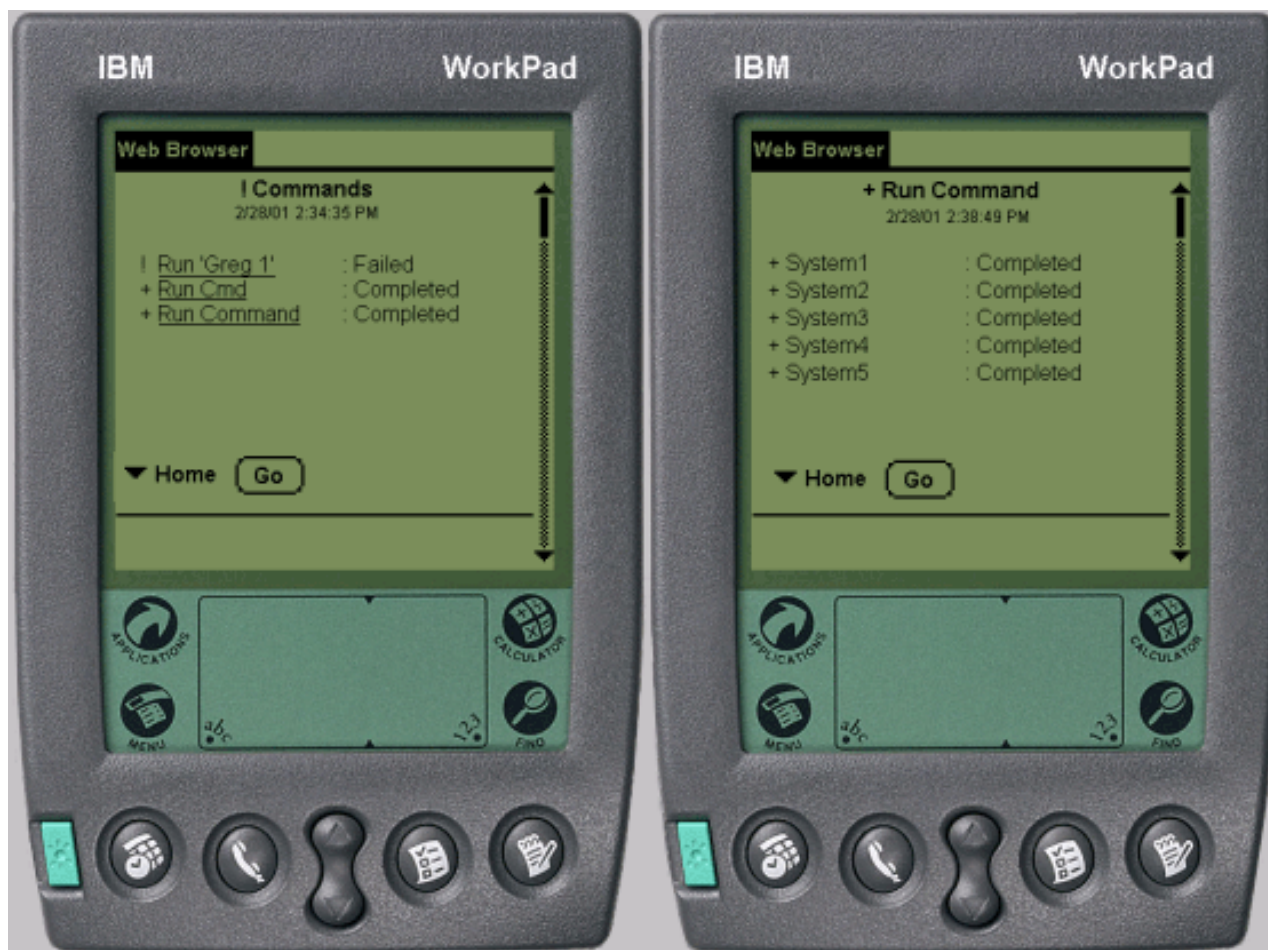 IBM WorkPad
Web Browser
! Commands
2/28/01 2:34:35 PM
! Run 'Greg 1' : Failed
+ Run Cmd : Completed
+ Run Command : Completed
Home Go
APPLICATIONS
CALCULATOR
MENU
abc
123
FIND
IBM WorkPad
Web Browser
+ Run Command
2/28/01 2:38:49 PM
+ System1 : Completed
+ System2 : Completed
+ System3 : Completed
+ System4 : Completed
+ System5 : Completed
Home Go
APPLICATIONS
CALCULATOR
MENU
abc
123
FIND